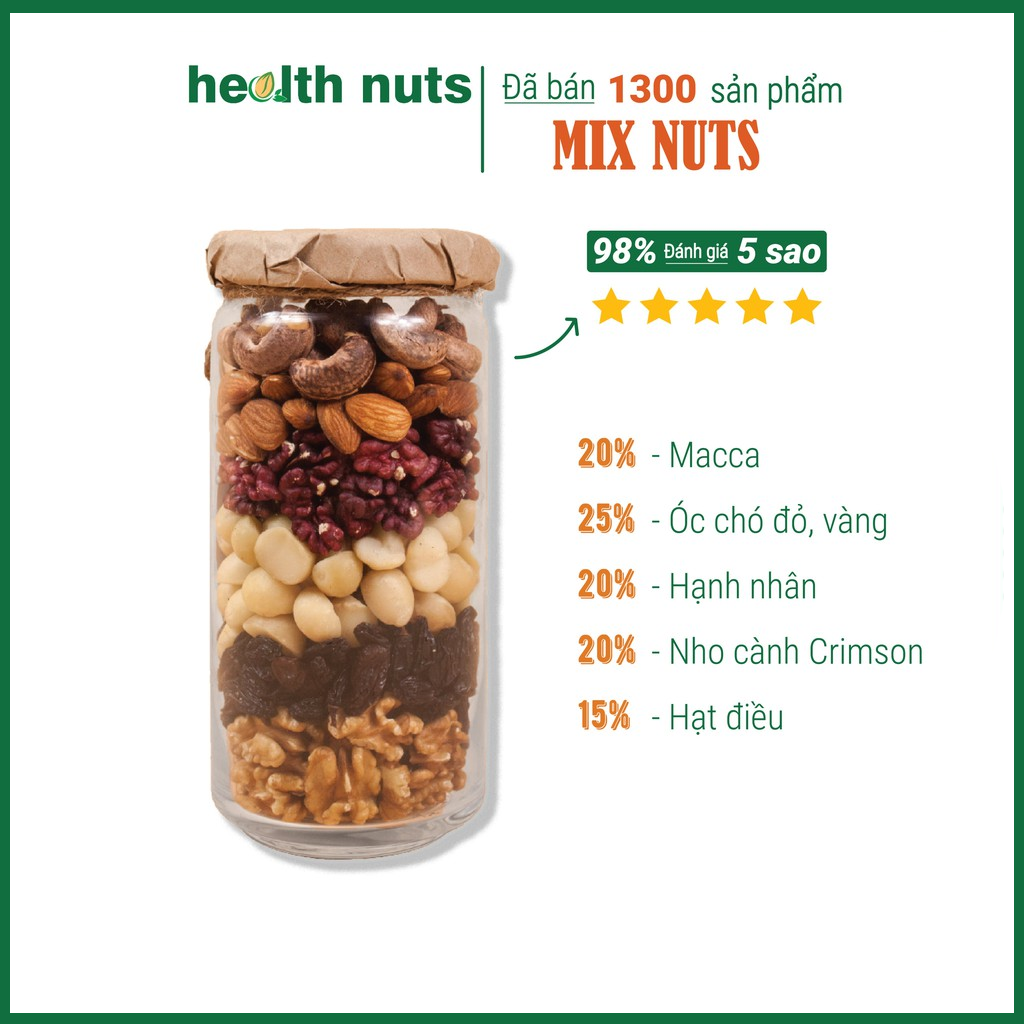 health nuts
Đã bán 1300 sản phẩm
MIX NUTS
98% Đánh giá 5 sao
20% - Macca
25% - Óc chó đỏ, vàng
20% - Hạnh nhân
20% - Nho cành Crimson
15% - Hạt điều